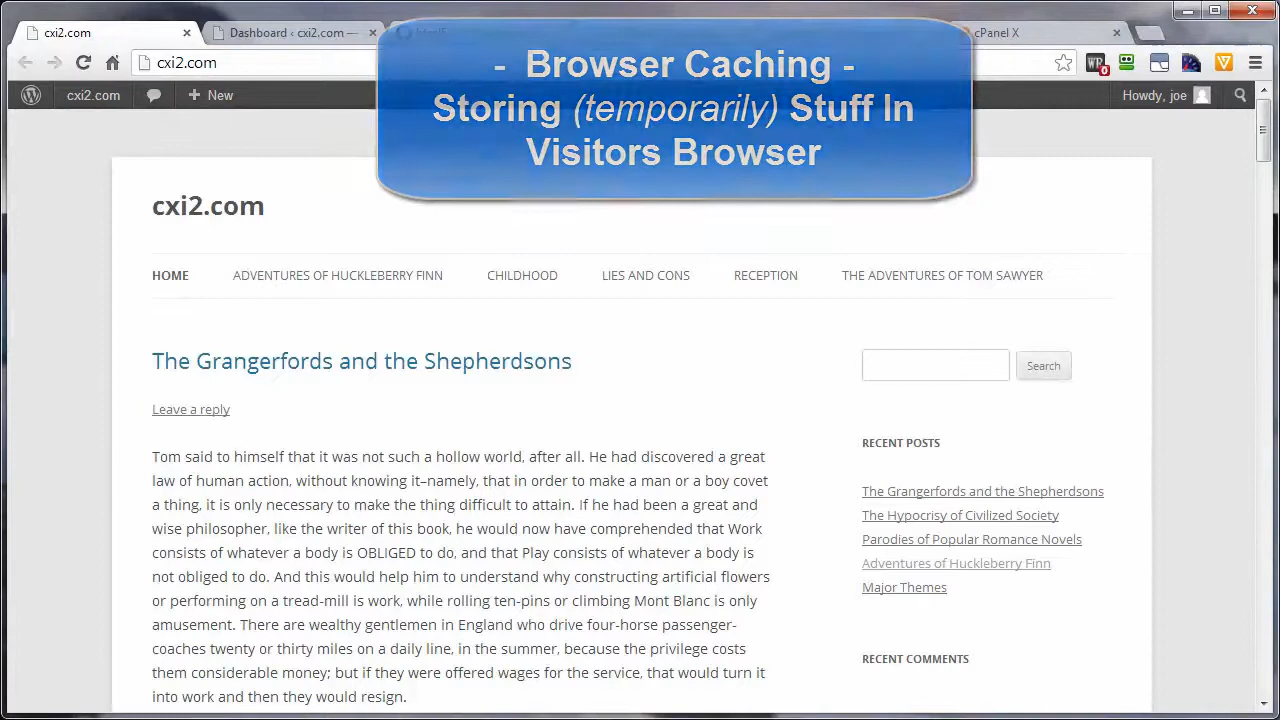 cxi2.com
Dashboard ‹ cxi2.com —
cPanel X
- Browser Caching -
Storing (temporarily) Stuff In
Visitors Browser
cxi2.com
0
cxi2.com
New
Howdy, joe
cxi2.com
HOME
ADVENTURES OF HUCKLEBERRY FINN
CHILDHOOD
LIES AND CONS
RECEPTION
THE ADVENTURES OF TOM SAWYER
The Grangerfords and the Shepherdsons
Leave a reply
Tom said to himself that it was not such a hollow world, after all. He had discovered a great
law of human action, without knowing it–namely, that in order to make a man or a boy covet
a thing, it is only necessary to make the thing difficult to attain. If he had been a great and
wise philosopher, like the writer of this book, he would now have comprehended that Work
consists of whatever a body is OBLIGED to do, and that Play consists of whatever a body is
not obliged to do. And this would help him to understand why constructing artificial flowers
or performing on a tread-mill is work, while rolling ten-pins or climbing Mont Blanc is only
amusement. There are wealthy gentlemen in England who drive four-horse passenger-
coaches twenty or thirty miles on a daily line, in the summer, because the privilege costs
them considerable money; but if they were offered wages for the service, that would turn it
into work and then they would resign.
Search
RECENT POSTS
The Grangerfords and the Shepherdsons
The Hypocrisy of Civilized Society
Parodies of Popular Romance Novels
Adventures of Huckleberry Finn
Major Themes
RECENT COMMENTS